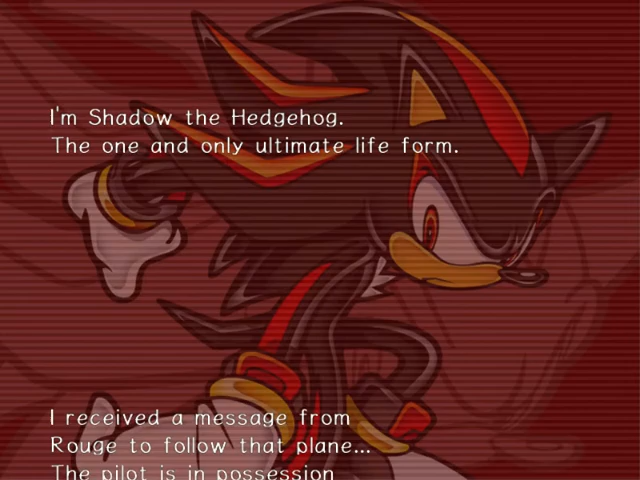 I'm Shadow the Hedgehog.
The one and only ultimate life form.
I received a message from
Rouge to follow that plane...
The pilot is in possession